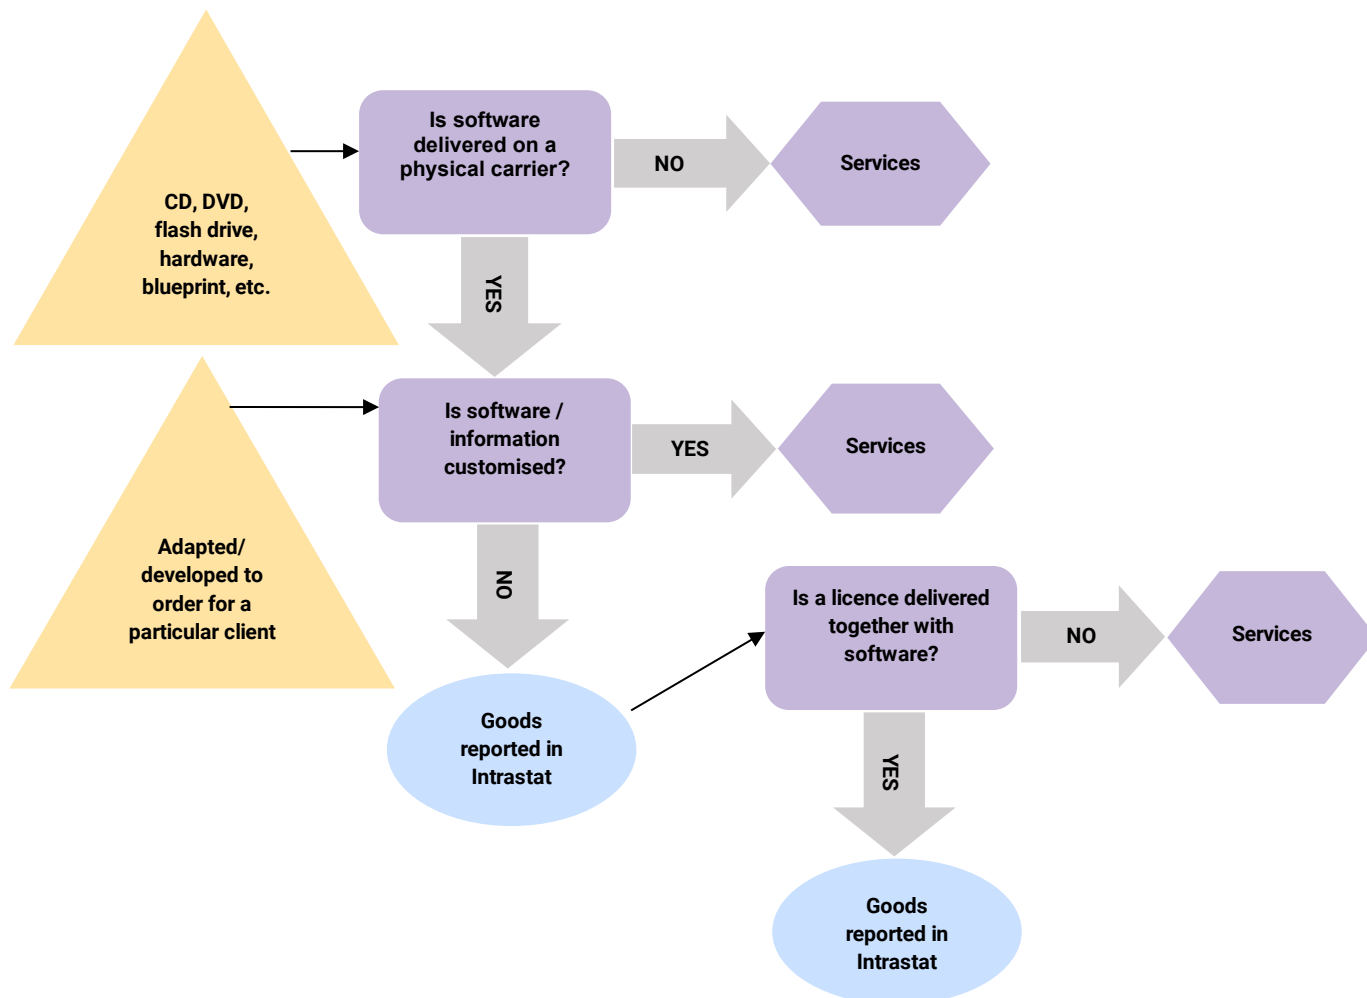 Is software
delivered on a
physical carrier?
NO
Services
CD, DVD,
flash drive,
hardware,
blueprint, etc.
YES
Is software /
information
customised?
YES
Services
Adapted/
developed to
order for a
particular client
NO
Is a licence delivered
together with
software?
NO
Services
Goods
reported in
Intrastat
YES
Goods
reported in
Intrastat